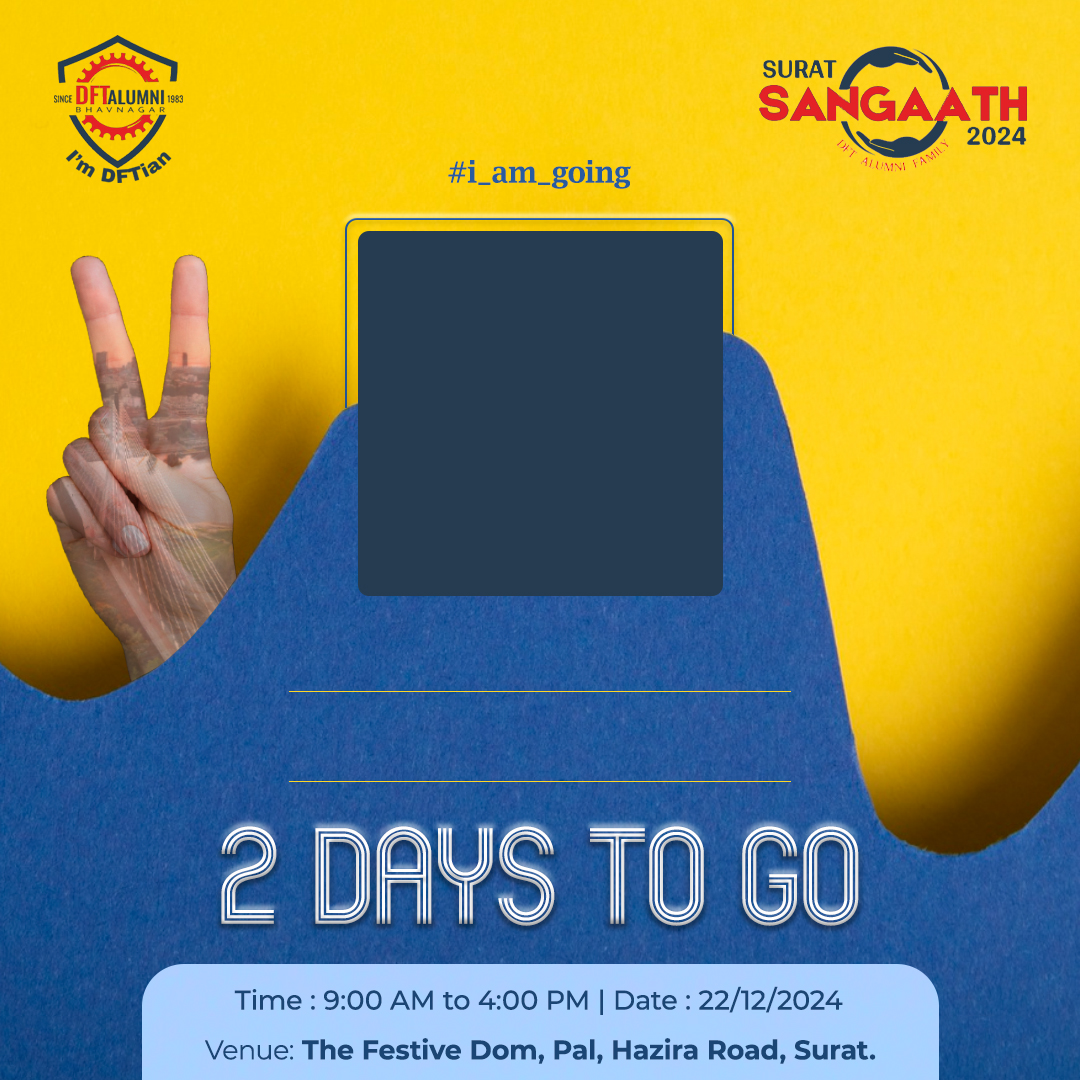 SINCE DFT ALUMNI 1983
BHAVNAGAR
I'm DFTian
SURAT
SANGAATH
2024
DFT ALUMNI FAMILY
#i_am_going
2 DAYS TO GO
Time : 9:00 AM to 4:00 PM | Date : 22/12/2024
Venue: The Festive Dom, Pal, Hazira Road, Surat.